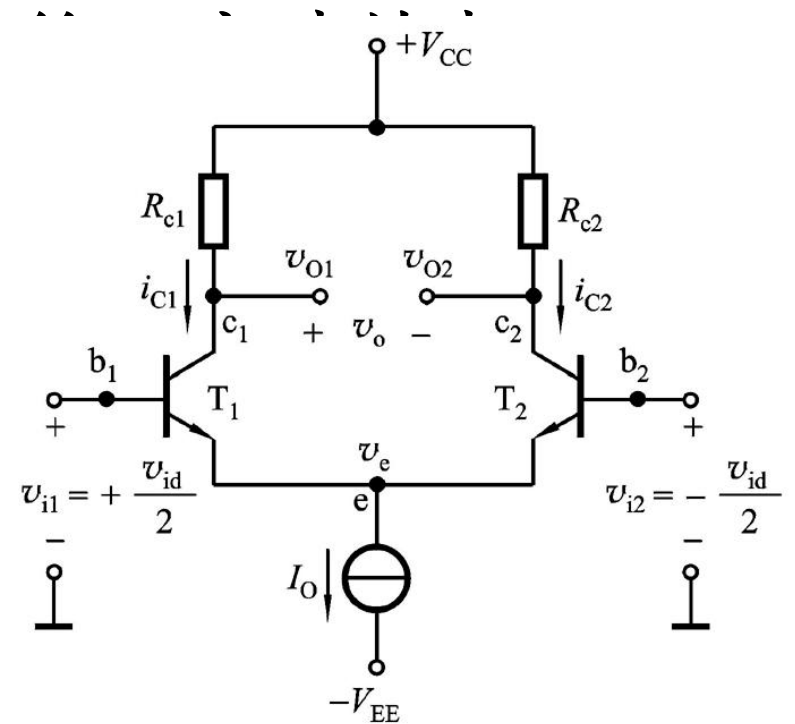 +V_CC
R_c1
R_c2
v_O1 v_O2
i_C1 i_C2
c_1 + v_o − c_2
b_1 b_2
T_1 T_2
+ +
v_e
v_i1 = + v_id/2
v_i2 = − v_id/2
e
− −
I_O
−V_EE